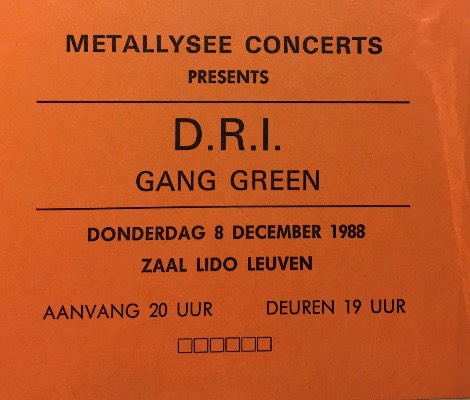 METALLYSEE CONCERTS
PRESENTS
D.R.I.
GANG GREEN
DONDERDAG 8 DECEMBER 1988
ZAAL LIDO LEUVEN
AANVANG 20 UUR DEUREN 19 UUR